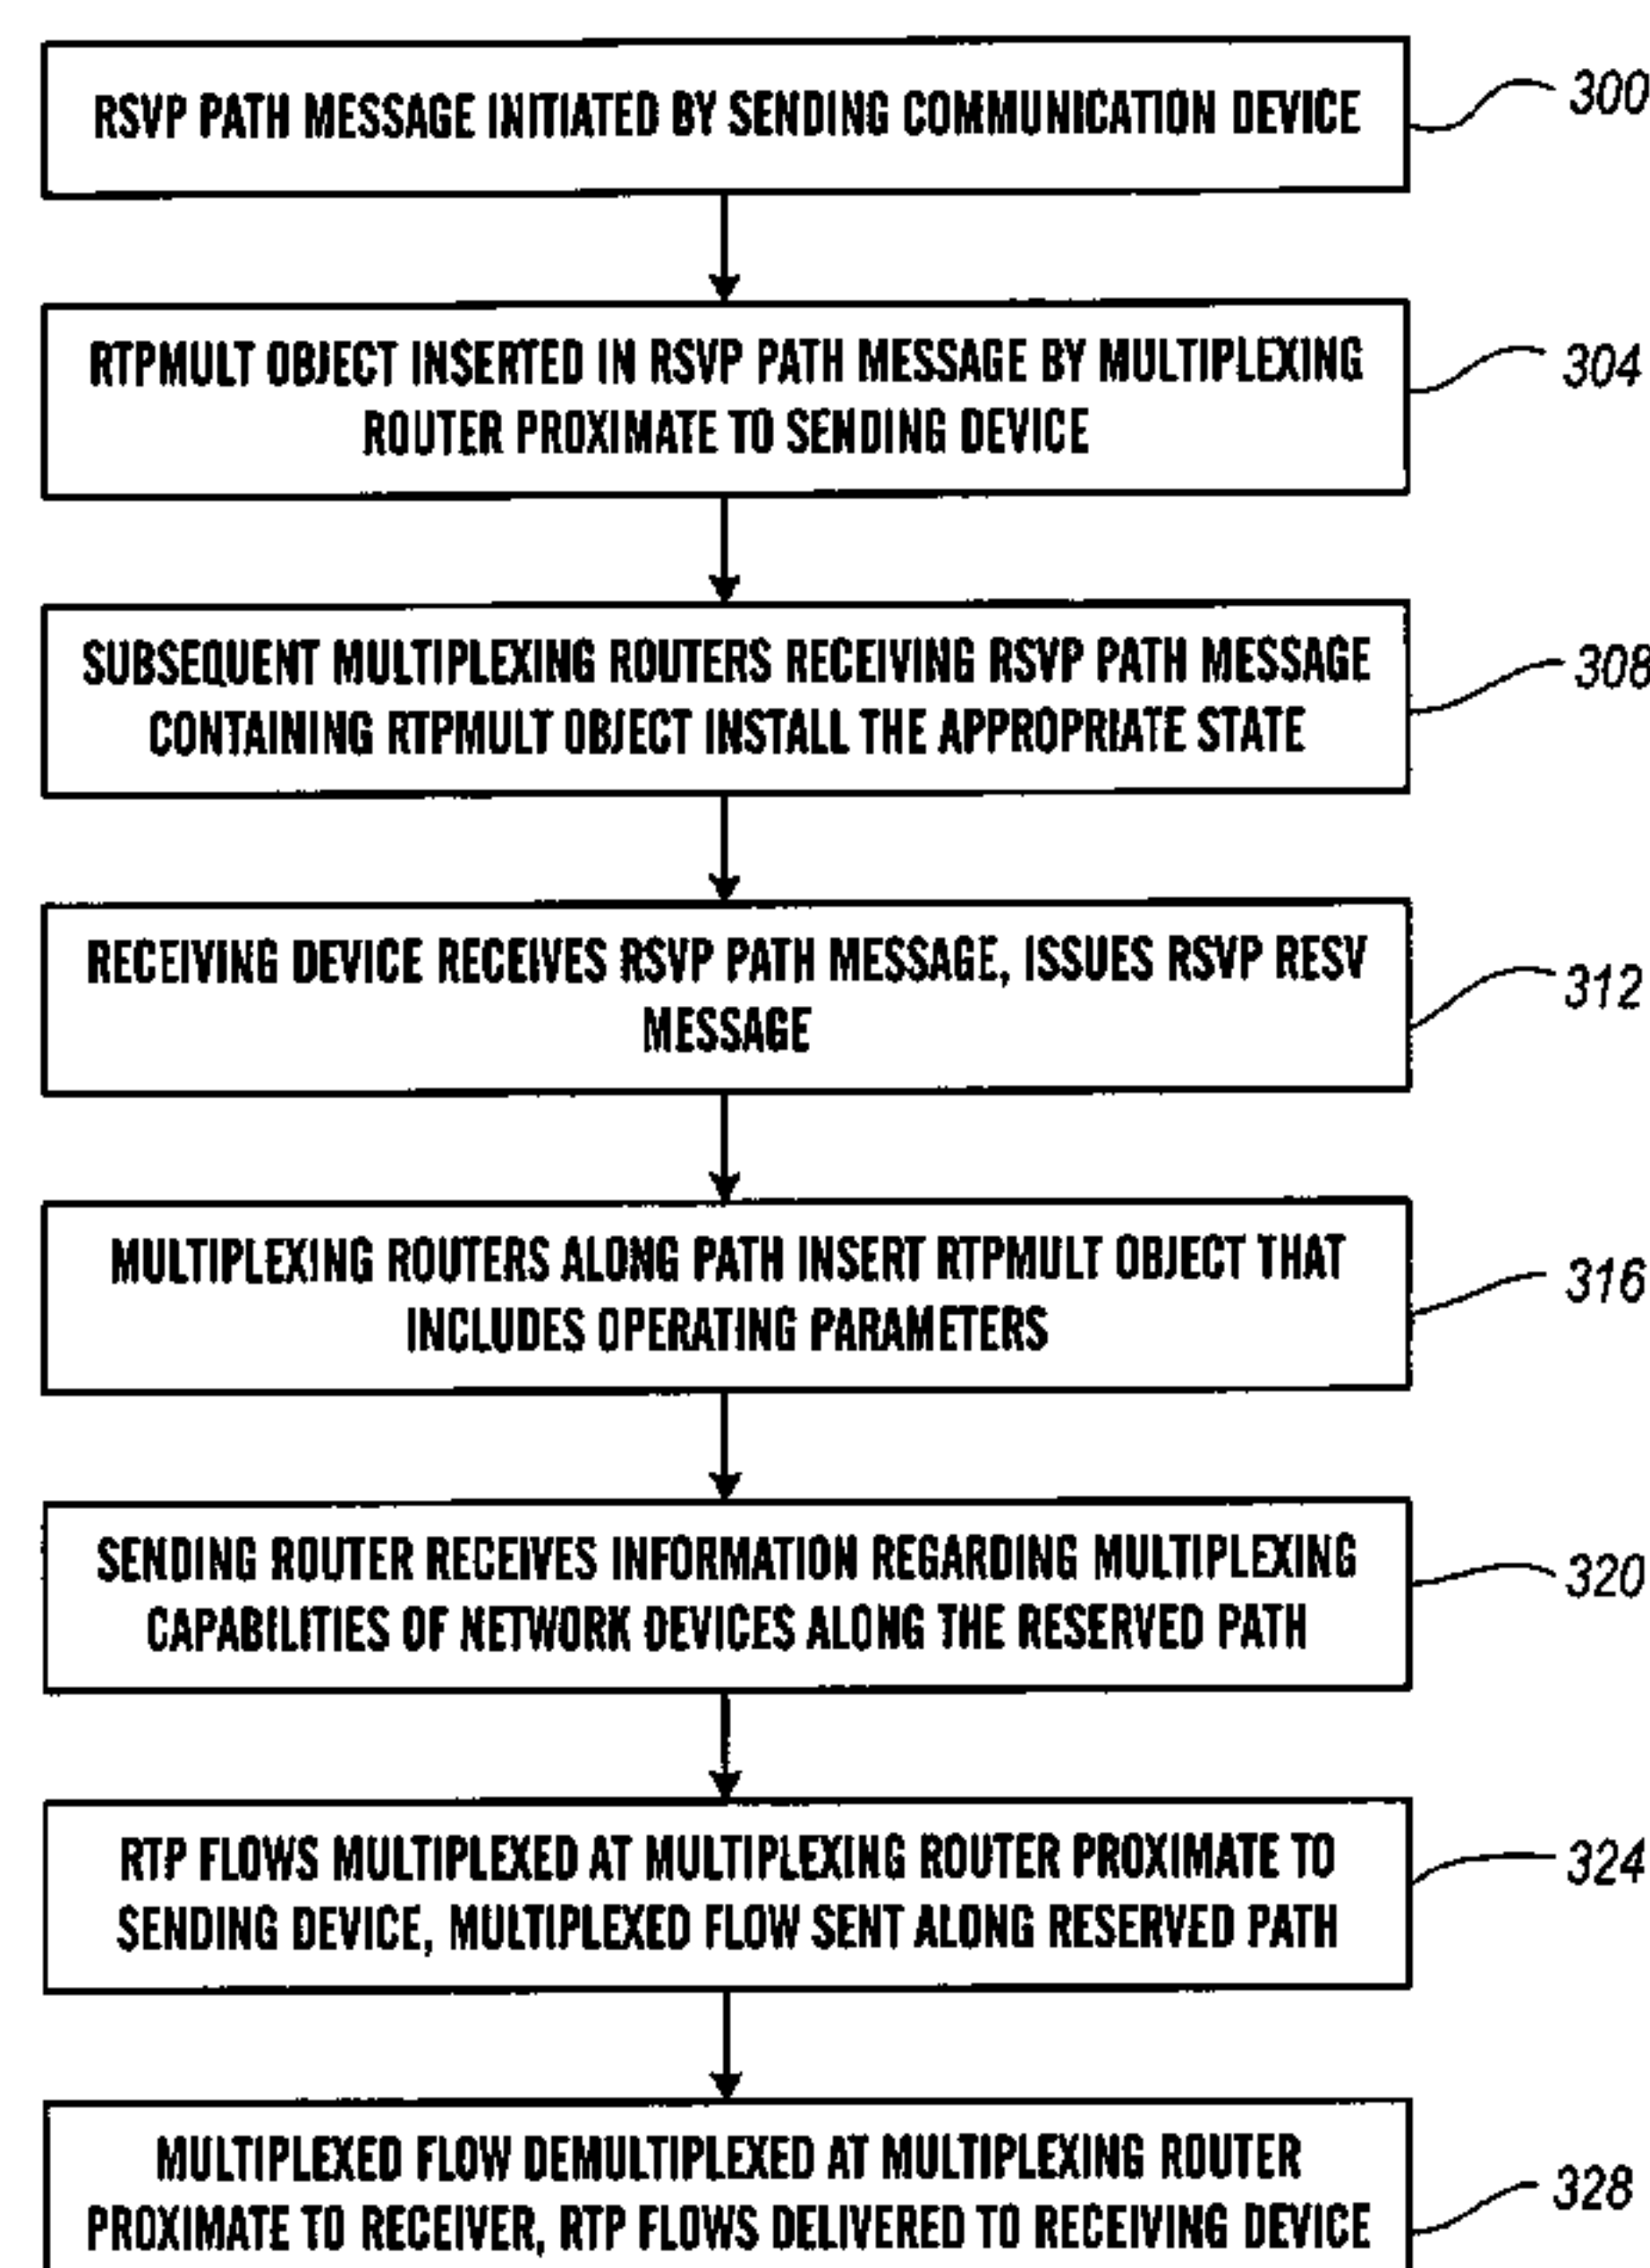 RSVP PATH MESSAGE INITIATED BY SENDING COMMUNICATION DEVICE
300
RTPMULT OBJECT INSERTED IN RSVP PATH MESSAGE BY MULTIPLEXING
ROUTER PROXIMATE TO SENDING DEVICE
304
SUBSEQUENT MULTIPLEXING ROUTERS RECEIVING RSVP PATH MESSAGE
CONTAINING RTPMULT OBJECT INSTALL THE APPROPRIATE STATE
308
RECEIVING DEVICE RECEIVES RSVP PATH MESSAGE, ISSUES RSVP RESV
MESSAGE
312
MULTIPLEXING ROUTERS ALONG PATH INSERT RTPMULT OBJECT THAT
INCLUDES OPERATING PARAMETERS
316
SENDING ROUTER RECEIVES INFORMATION REGARDING MULTIPLEXING
CAPABILITIES OF NETWORK DEVICES ALONG THE RESERVED PATH
320
RTP FLOWS MULTIPLEXED AT MULTIPLEXING ROUTER PROXIMATE TO
SENDING DEVICE, MULTIPLEXED FLOW SENT ALONG RESERVED PATH
324
MULTIPLEXED FLOW DEMULTIPLEXED AT MULTIPLEXING ROUTER
PROXIMATE TO RECEIVER, RTP FLOWS DELIVERED TO RECEIVING DEVICE
328